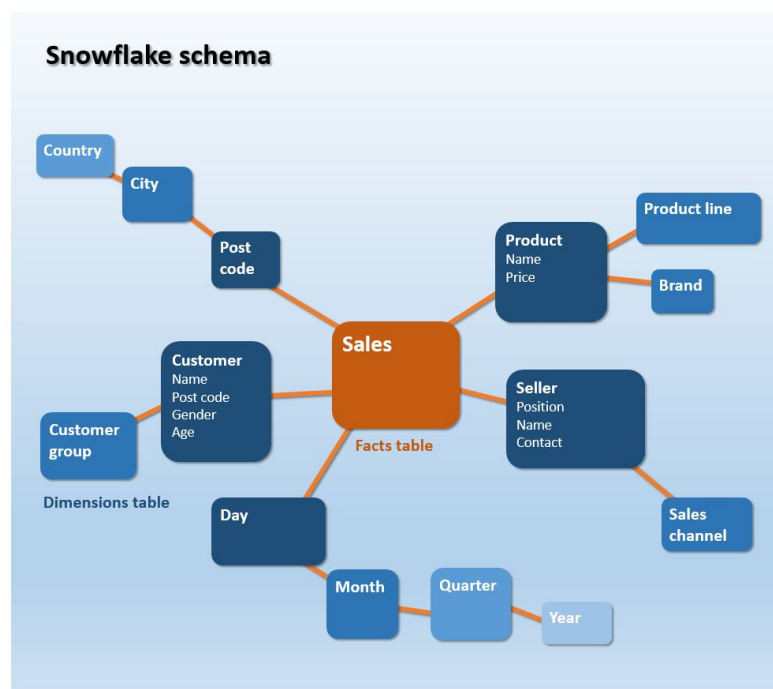 Snowflake schema
Country
City
Post
code
Product
Name
Price
Product line
Brand
Sales
Customer
Name
Post code
Gender
Age
Customer
group
Seller
Position
Name
Contact
Facts table
Dimensions table
Day
Sales
channel
Month
Quarter
Year